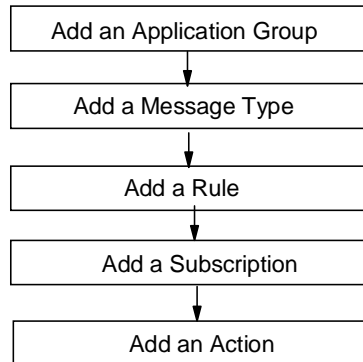 Add an Application Group
Add a Message Type
Add a Rule
Add a Subscription
Add an Action